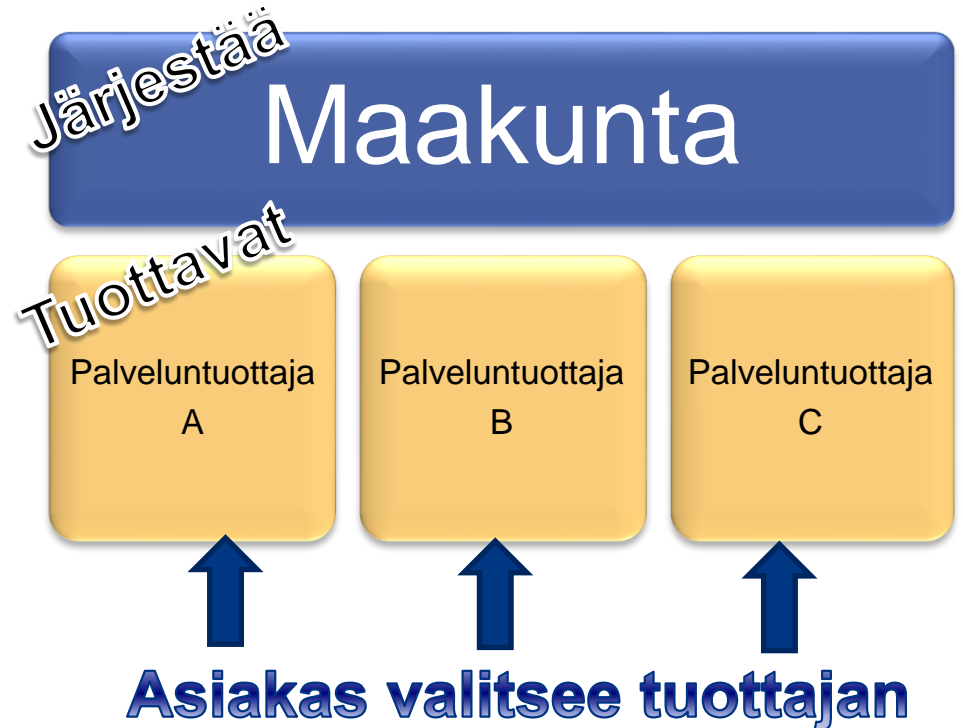 Järjestää
Maakunta
Tuottavat
Palveluntuottaja
A
Palveluntuottaja
B
Palveluntuottaja
C
Asiakas valitsee tuottajan